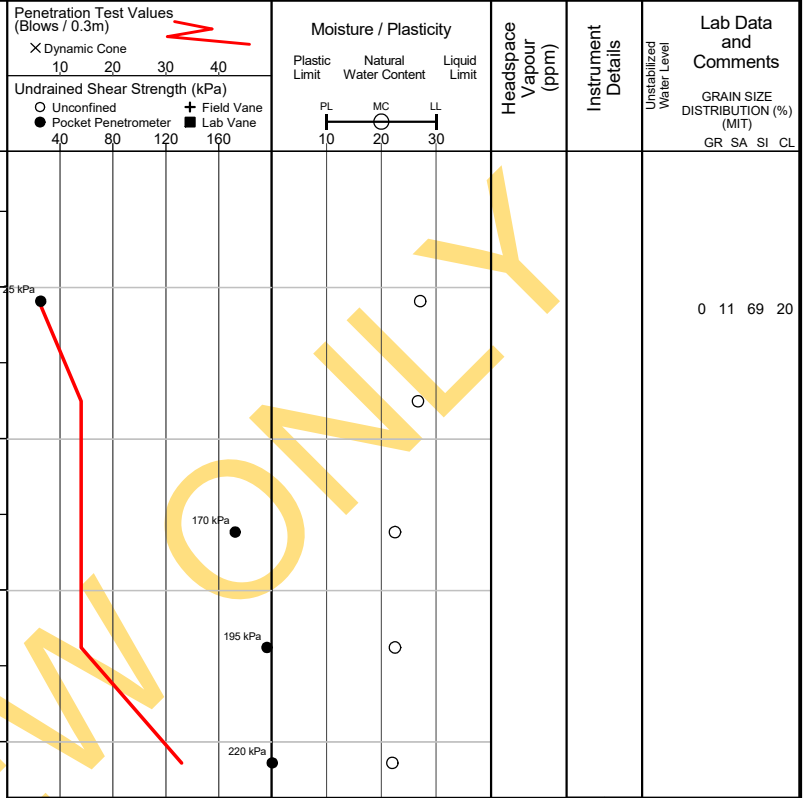 Penetration Test Values
(Blows / 0.3m)
× Dynamic Cone
10 20 30 40
Undrained Shear Strength (kPa)
Unconfined
Field Vane
Pocket Penetrometer
Lab Vane
40 80 120 160
Moisture / Plasticity
Plastic Limit
Natural Water Content
Liquid Limit
PL MC LL
10 20 30
Headspace
Vapour
(ppm)
Instrument
Details
Unstabilized
Water Level
Lab Data
and
Comments
GRAIN SIZE
DISTRIBUTION (%)
(MIT)
GR SA SI CL
25 kPa
0 11 69 20
170 kPa
195 kPa
220 kPa
W ONLY